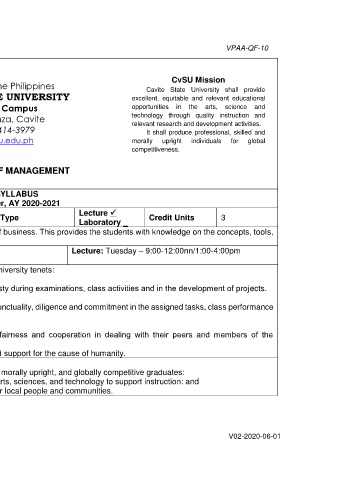 VPAA-QF-10
CvSU Mission
Cavite State University shall provide
excellent, equitable and relevant educational
opportunities in the arts, science and
technology through quality instruction and
relevant research and development activities.
It shall produce professional, skilled and
morally upright individuals for global
competitiveness.
ne Philippines
E UNIVERSITY
Campus
za, Cavite
414-3979
u.edu.ph
F MANAGEMENT
SYLLABUS
r, AY 2020-2021
Type
Lecture ✓
Laboratory _
Credit Units
3
f business. This provides the students with knowledge on the concepts, tools,
Lecture: Tuesday – 9:00-12:00nn/1:00-4:00pm
niversity tenets:
sty during examinations, class activities and in the development of projects.
unctuality, diligence and commitment in the assigned tasks, class performance
fairness and cooperation in dealing with their peers and members of the
d support for the cause of humanity.
morally upright, and globally competitive graduates:
rts, sciences, and technology to support instruction: and
r local people and communities.
V02-2020-06-01